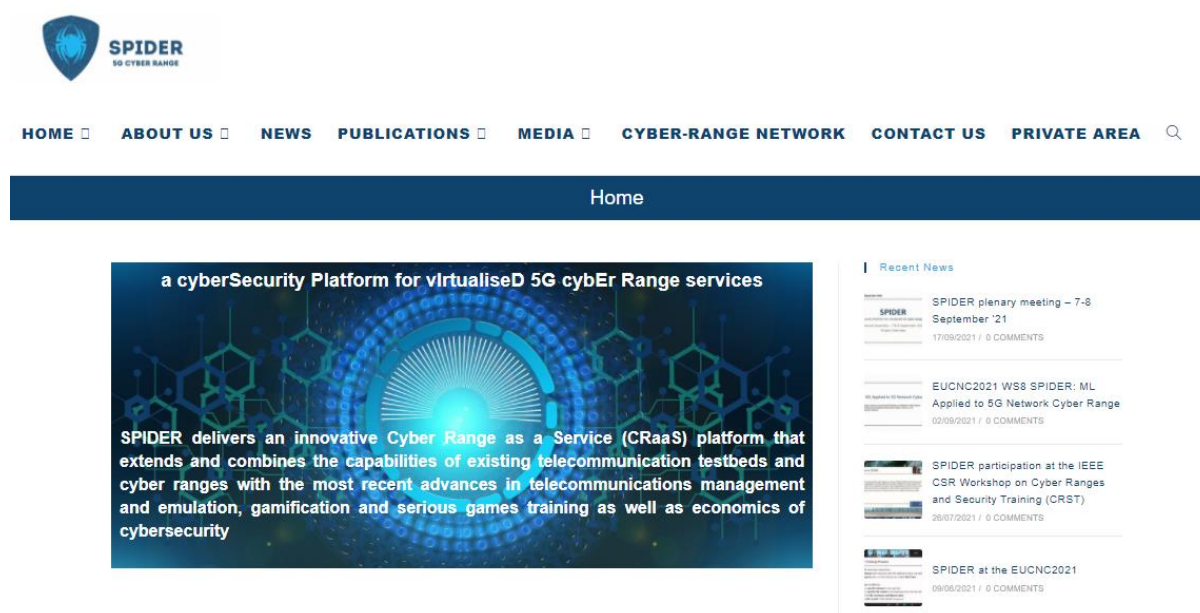 SPIDER
5G CYBER RANGE
HOME
ABOUT US
NEWS
PUBLICATIONS
MEDIA
CYBER-RANGE NETWORK
CONTACT US
PRIVATE AREA
Home
a cyberSecurity Platform for vIrtualiseD 5G cybEr Range services
SPIDER delivers an innovative Cyber Range as a Service (CRaaS) platform that
extends and combines the capabilities of existing telecommunication testbeds and
cyber ranges with the most recent advances in telecommunications management
and emulation, gamification and serious games training as well as economics of
cybersecurity
Recent News
SPIDER
SPIDER plenary meeting – 7-8
September '21
17/09/2021 / 0 COMMENTS
EUCNC2021 WS8 SPIDER: ML
Applied to 5G Network Cyber Range
02/09/2021 / 0 COMMENTS
SPIDER participation at the IEEE
CSR Workshop on Cyber Ranges
and Security Training (CRST)
26/07/2021 / 0 COMMENTS
SPIDER at the EUCNC2021
09/06/2021 / 0 COMMENTS